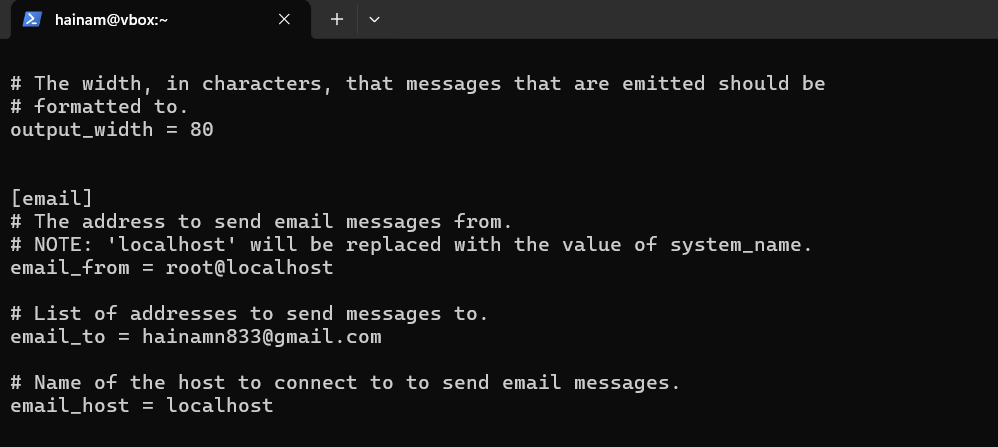 hainam@vbox:~
# The width, in characters, that messages that are emitted should be
# formatted to.
output_width = 80
[email]
# The address to send email messages from.
# NOTE: 'localhost' will be replaced with the value of system_name.
email_from = root@localhost
# List of addresses to send messages to.
email_to = hainamn833@gmail.com
# Name of the host to connect to to send email messages.
email_host = localhost